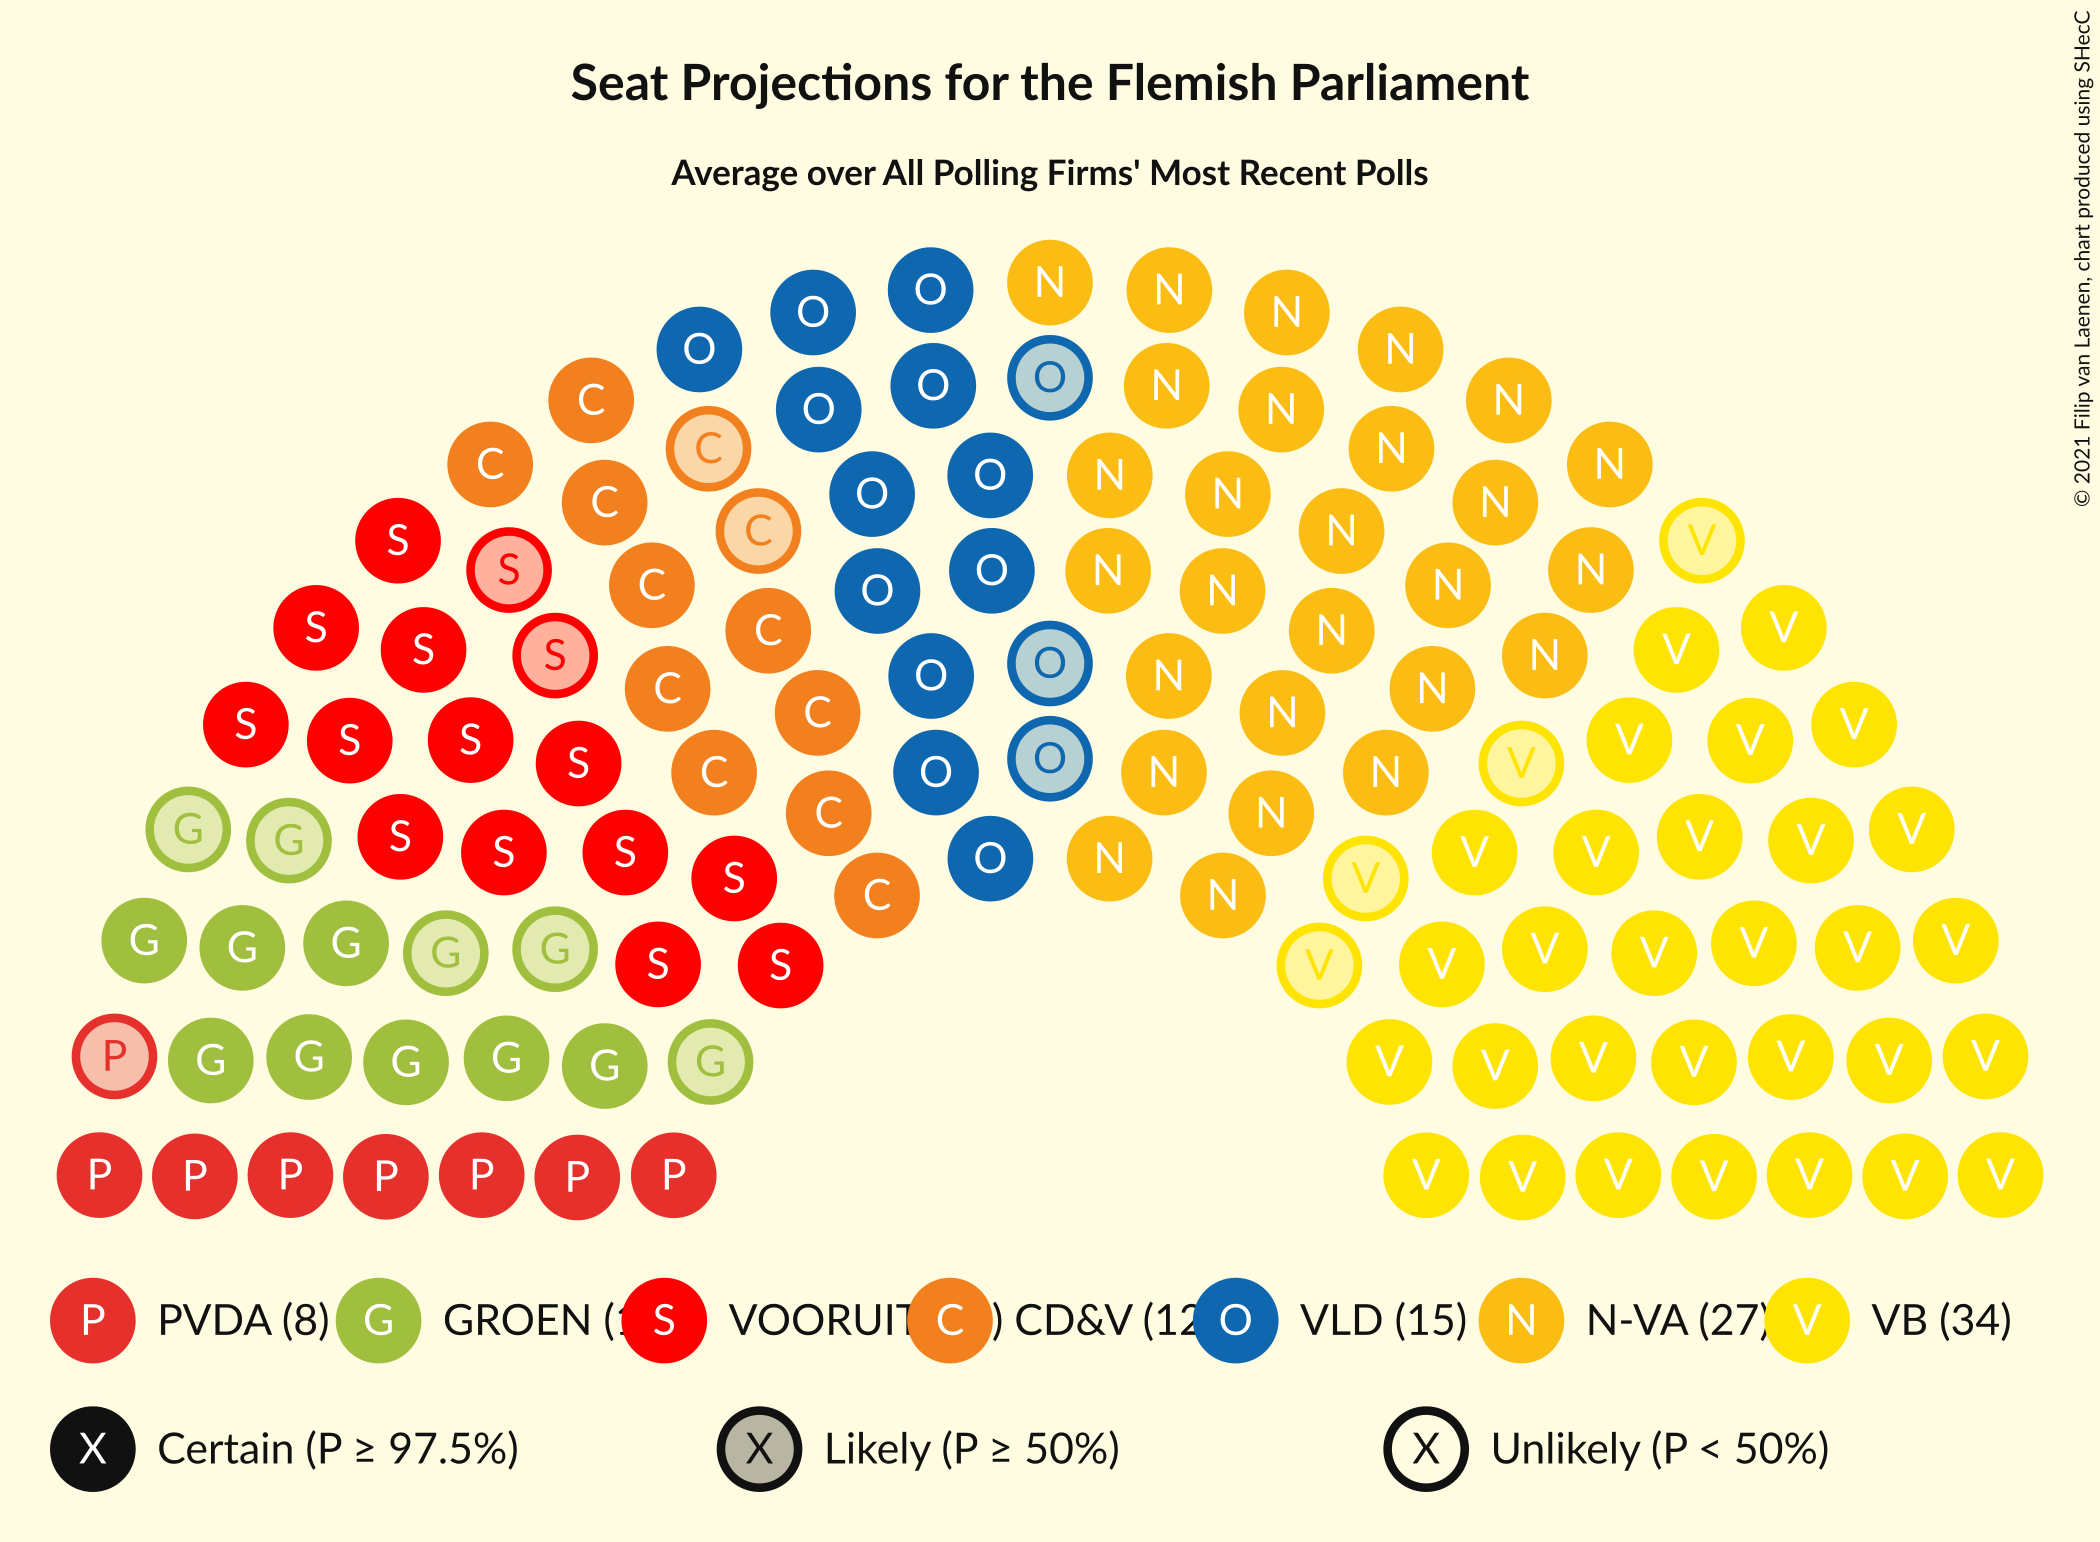 Seat Projections for the Flemish Parliament
Average over All Polling Firms' Most Recent Polls
© 2021 Filip van Laenen, chart produced using SHecC
N
O N
O N
O O N
C O N N
C O N N
C O N N
C O O N N
S C O N N V
S C C O N N N
S V
S C O N N V
S C N
S C C O O N N V
S C N
S S S C O O N N V V V
G G S S S S C O N N V V V V V
G G G G G S S C N V V V V V V V V
P G G G G G G V V V V V V V
P P P P P P P V V V V V V V
P PVDA (8) G GROEN S VOORUIT C CD&V (12 O VLD (15) N N-VA (27) V VB (34)
X Certain (P ≥ 97.5%) X Likely (P ≥ 50%) X Unlikely (P < 50%)